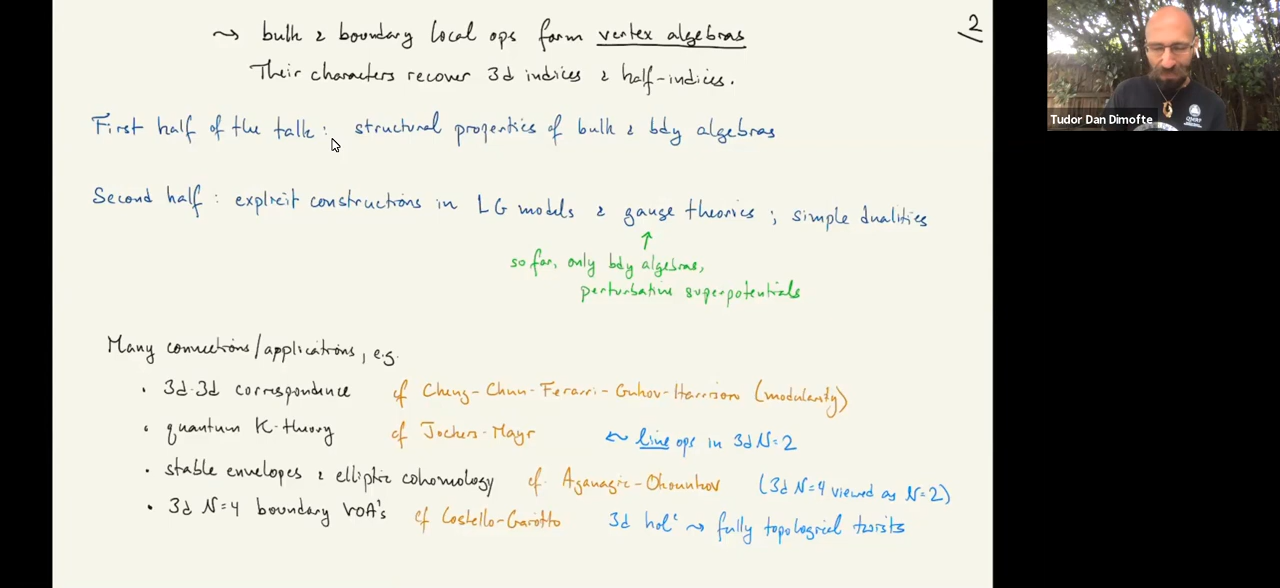 2
⤳ bulk & boundary local ops form vertex algebras
Their characters recover 3d indices & half-indices.
First half of the talk: structural properties of bulk & bdy algebras
Second half: explicit constructions in LG models & gauge theories; simple dualities
↑
so far, only bdy algebras,
perturbative superpotentials
Many connections/applications, e.g.
· 3d-3d correspondence cf Cheng-Chun-Ferarri-Gukov-Harrison (modularity)
· quantum K-theory cf Jockers-Mayr ⬿ line ops in 3d N=2
· stable envelopes & elliptic cohomology cf. Aganagic-Okounkov (3d N=4 viewed as N=2)
· 3d N=4 boundary VOA's cf Costello-Gaiotto 3d hol'c ⤳ fully topological twists
Tudor Dan Dimofte